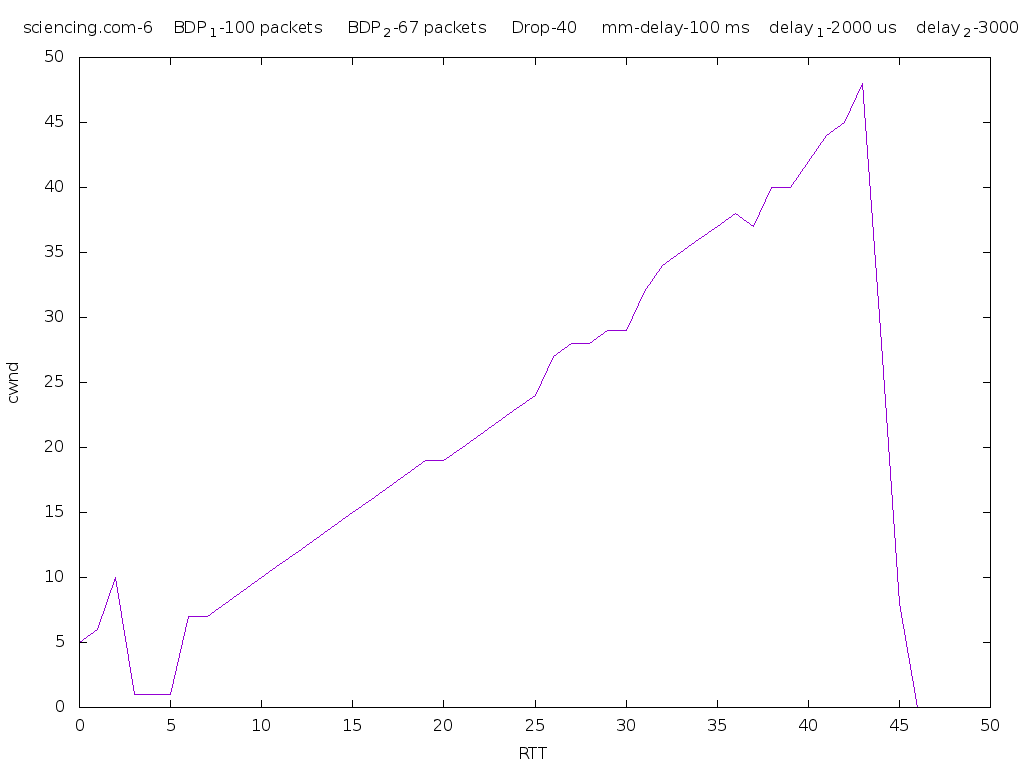 sciencing.com-6 BDP1-100 packets BDP2-67 packets Drop-40 mm-delay-100 ms delay1-2000 us delay2-3000
50
45
40
35
30
25
20
15
10
5
0
cwnd
0 5 10 15 20 25 30 35 40 45 50
RTT